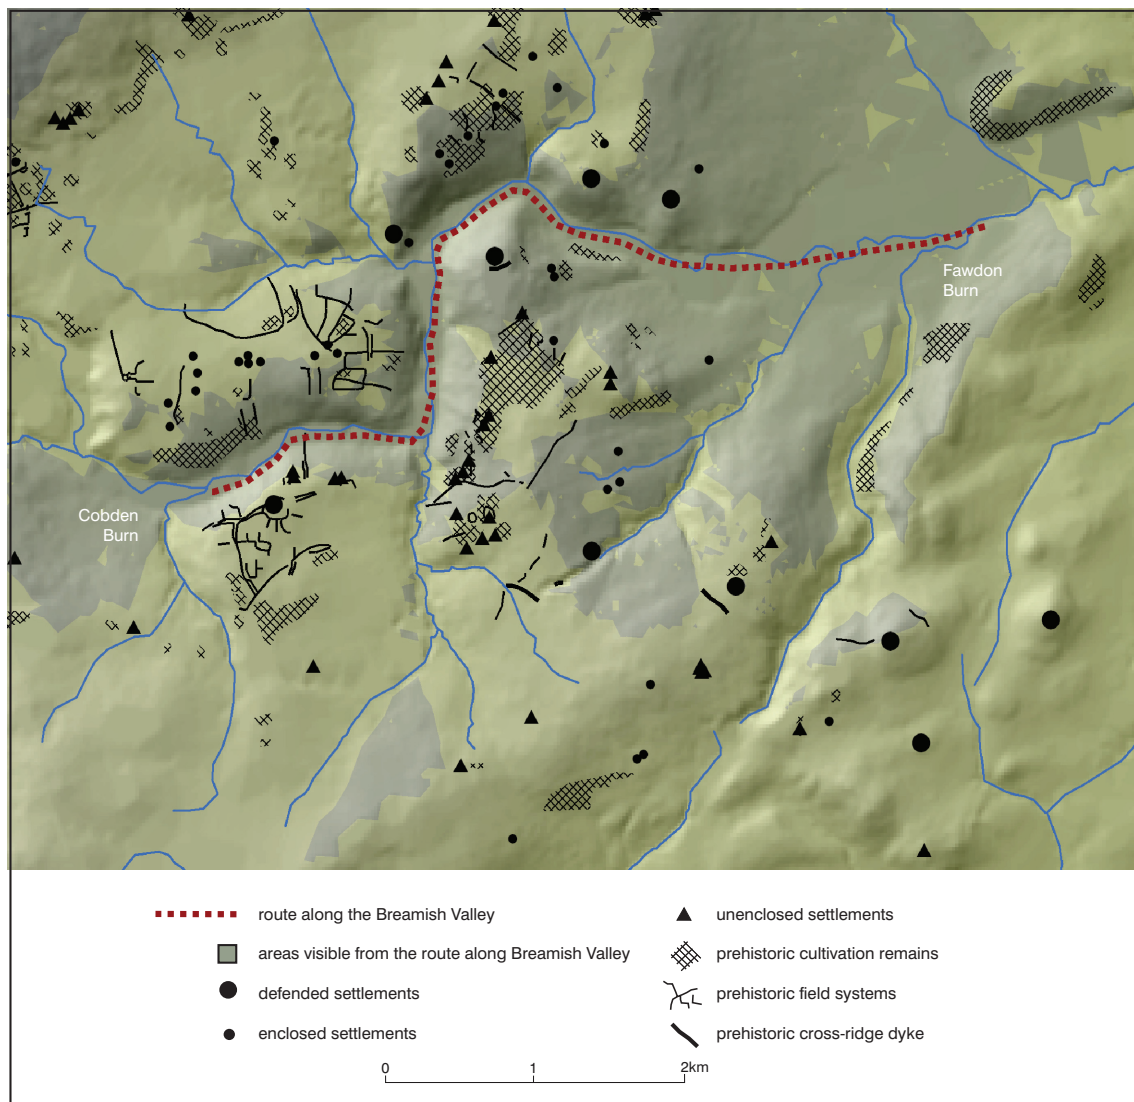 Fawdon
Burn
Cobden
Burn
route along the Breamish Valley
areas visible from the route along Breamish Valley
defended settlements
enclosed settlements
unenclosed settlements
prehistoric cultivation remains
prehistoric field systems
prehistoric cross-ridge dyke
0 1 2km